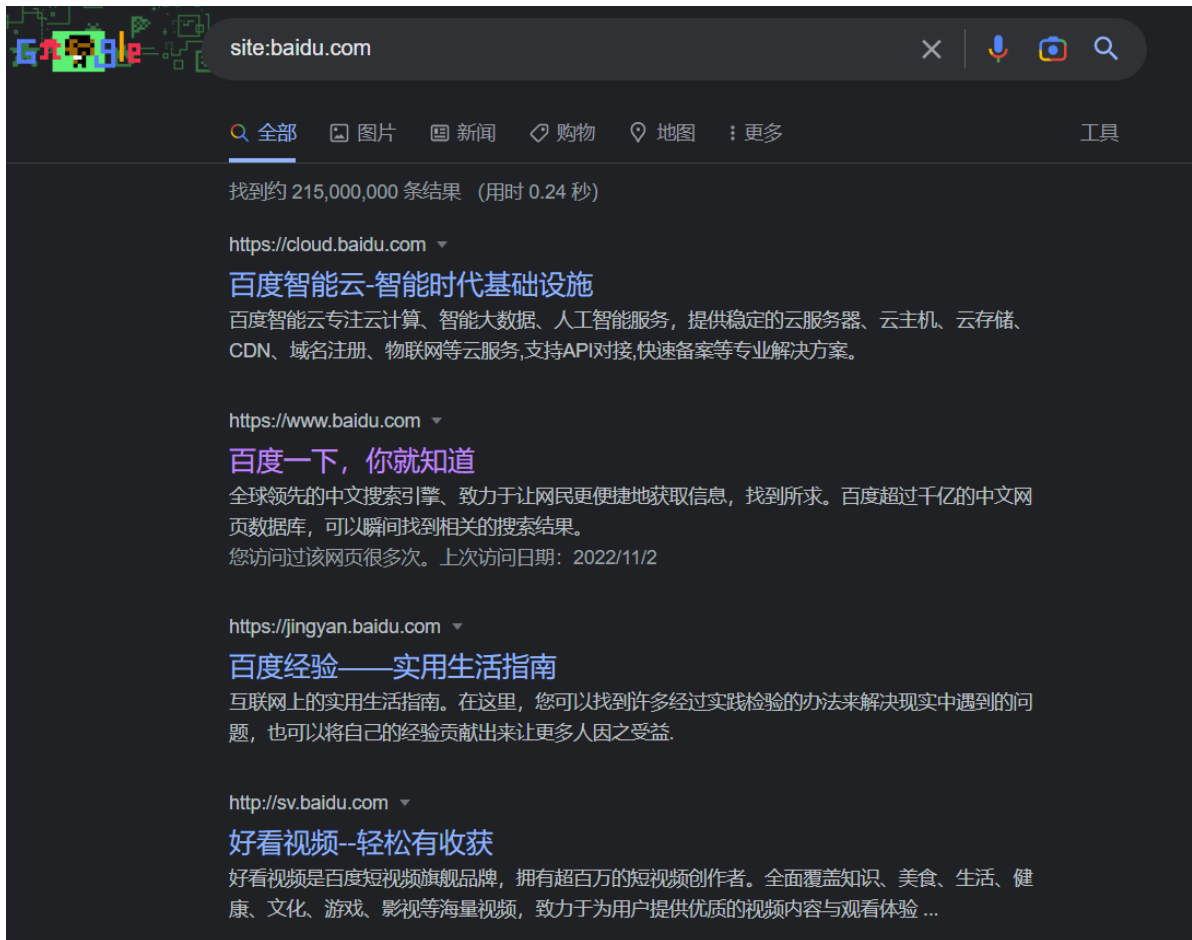 Google
site:baidu.com
全部 图片 新闻 购物 地图 更多 工具
找到约 215,000,000 条结果 （用时 0.24 秒）
https://cloud.baidu.com
百度智能云-智能时代基础设施
百度智能云专注云计算、智能大数据、人工智能服务，提供稳定的云服务器、云主机、云存储、
CDN、域名注册、物联网等云服务,支持API对接,快速备案等专业解决方案。
https://www.baidu.com
百度一下，你就知道
全球领先的中文搜索引擎、致力于让网民更便捷地获取信息，找到所求。百度超过千亿的中文网
页数据库，可以瞬间找到相关的搜索结果。
您访问过该网页很多次。上次访问日期：2022/11/2
https://jingyan.baidu.com
百度经验——实用生活指南
互联网上的实用生活指南。在这里，您可以找到许多经过实践检验的办法来解决现实中遇到的问
题，也可以将自己的经验贡献出来让更多人因之受益.
http://sv.baidu.com
好看视频--轻松有收获
好看视频是百度短视频旗舰品牌，拥有超百万的短视频创作者。全面覆盖知识、美食、生活、健
康、文化、游戏、影视等海量视频，致力于为用户提供优质的视频内容与观看体验 ...